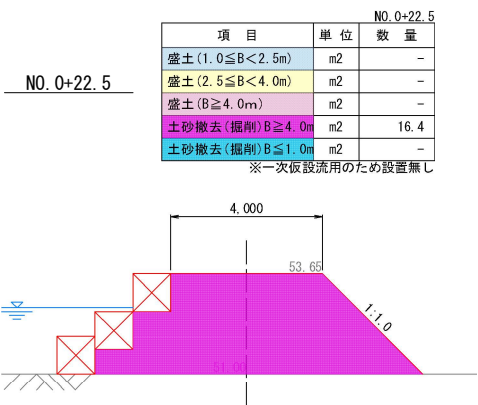 NO.0+22.5
NO.0+22.5
項 目 単 位 数 量
盛土(1.0≦B<2.5m) m2 −
盛土(2.5≦B<4.0m) m2 −
盛土(B≧4.0m) m2 −
土砂撤去(掘削)B≧4.0m m2 16.4
土砂撤去(掘削)B≦1.0m m2 −
※一次仮設流用のため設置無し
4,000
53.65
1:1.0
51.00